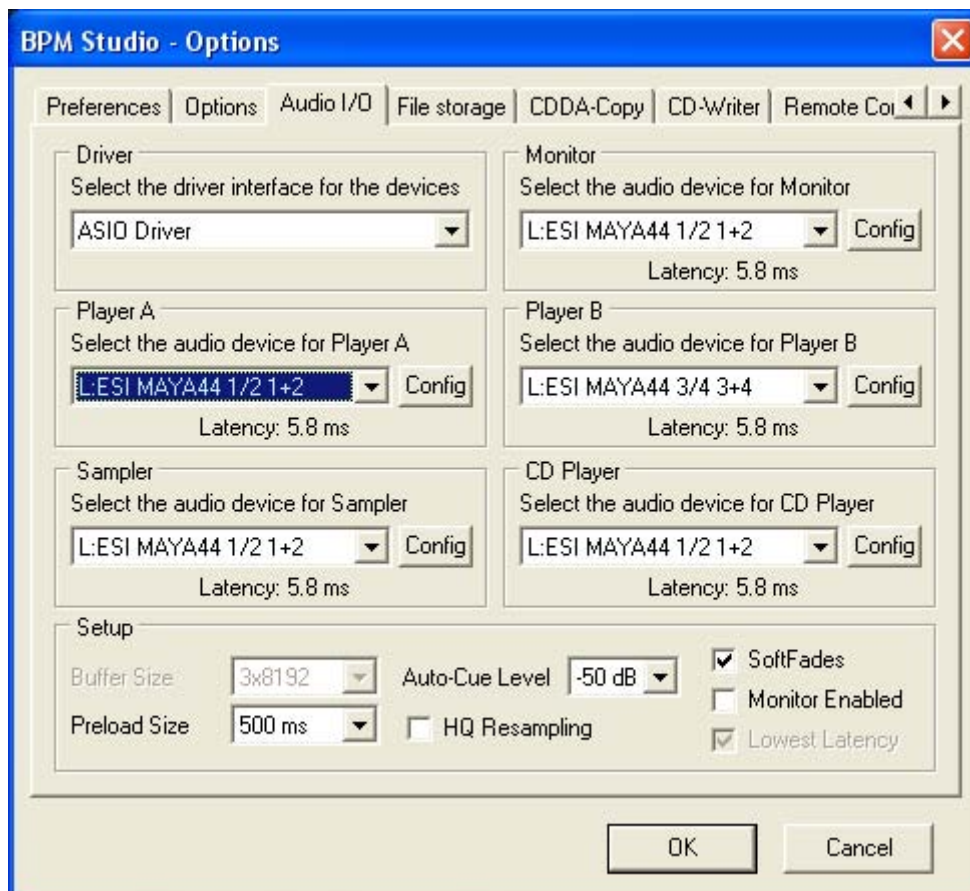 BPM Studio - Options
Preferences Options Audio I/O File storage CDDA-Copy CD-Writer Remote Co
Driver
Select the driver interface for the devices
ASIO Driver
Monitor
Select the audio device for Monitor
L:ESI MAYA44 1/2 1+2 Config
Latency: 5.8 ms
Player A
Select the audio device for Player A
L:ESI MAYA44 1/2 1+2 Config
Latency: 5.8 ms
Player B
Select the audio device for Player B
L:ESI MAYA44 3/4 3+4 Config
Latency: 5.8 ms
Sampler
Select the audio device for Sampler
L:ESI MAYA44 1/2 1+2 Config
Latency: 5.8 ms
CD Player
Select the audio device for CD Player
L:ESI MAYA44 1/2 1+2 Config
Latency: 5.8 ms
Setup
Buffer Size 3x8192 Auto-Cue Level -50 dB SoftFades
Monitor Enabled
Preload Size 500 ms HQ Resampling
Lowest Latency
OK Cancel